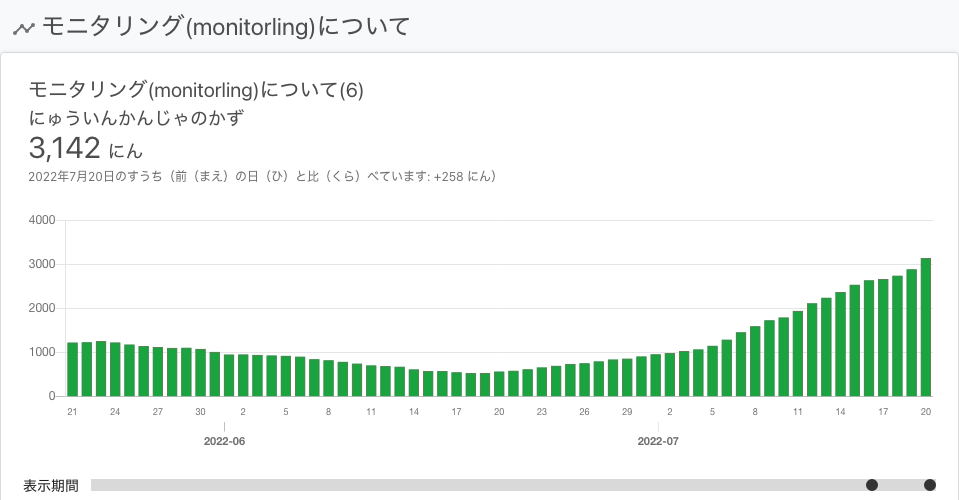 モニタリング(monitorling)について
モニタリング(monitorling)について(6)
にゅういんかんじゃのかず
3,142 にん
2022年7月20日のすうち（前（まえ）の日（ひ）と比（くら）べています: +258 にん）
4000
3000
2000
1000
0
21 24 27 30 2 5 8 11 14 17 20 23 26 29 2 5 8 11 14 17 20
2022-06 2022-07
表示期間